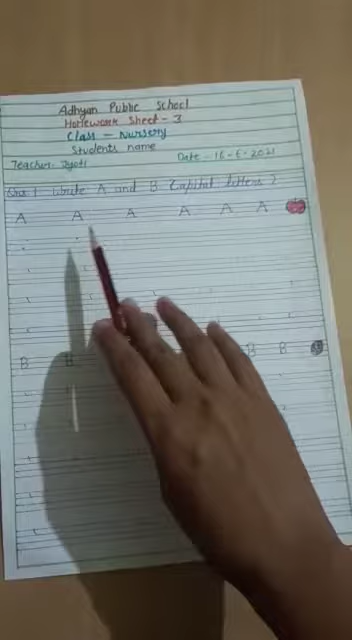 Adhyan Public School
Homework Sheet - 3
Class - Nursery
Students name
Teacher - Jyoti Date - 16-6-2021
Que 1 Write A and B Capital letters ?
A A A A A A
B B B B